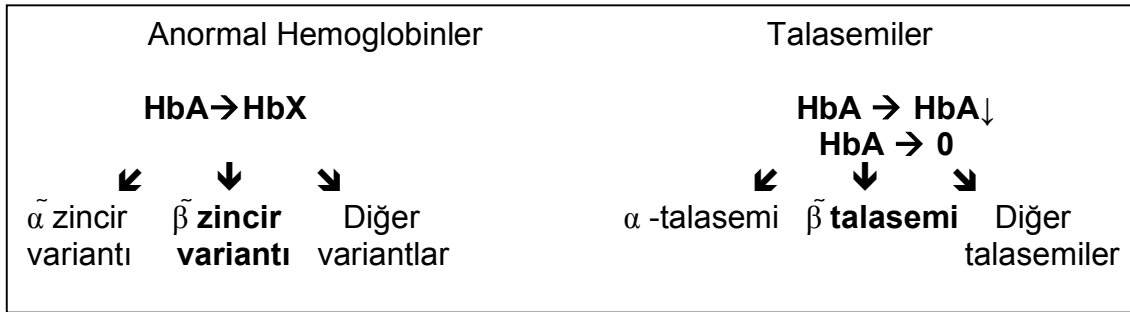 Anormal Hemoglobinler Talasemiler
HbA→HbX HbA → HbA↓
HbA → 0
α̃ zincir β̃ zincir Diğer α -talasemi β̃ talasemi Diğer
variantı variantı variantlar talasemiler